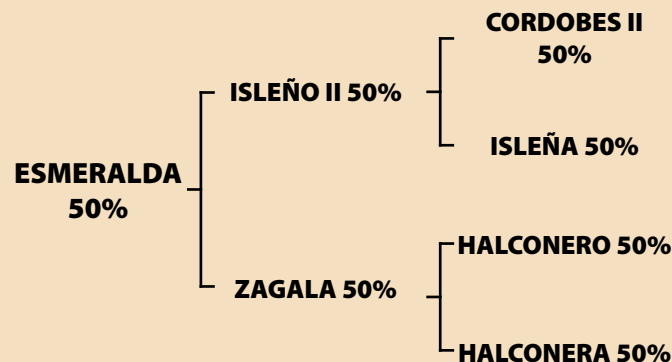 CORDOBES II
50%
ISLEÑO II 50%
ISLEÑA 50%
ESMERALDA
50%
HALCONERO 50%
ZAGALA 50%
HALCONERA 50%